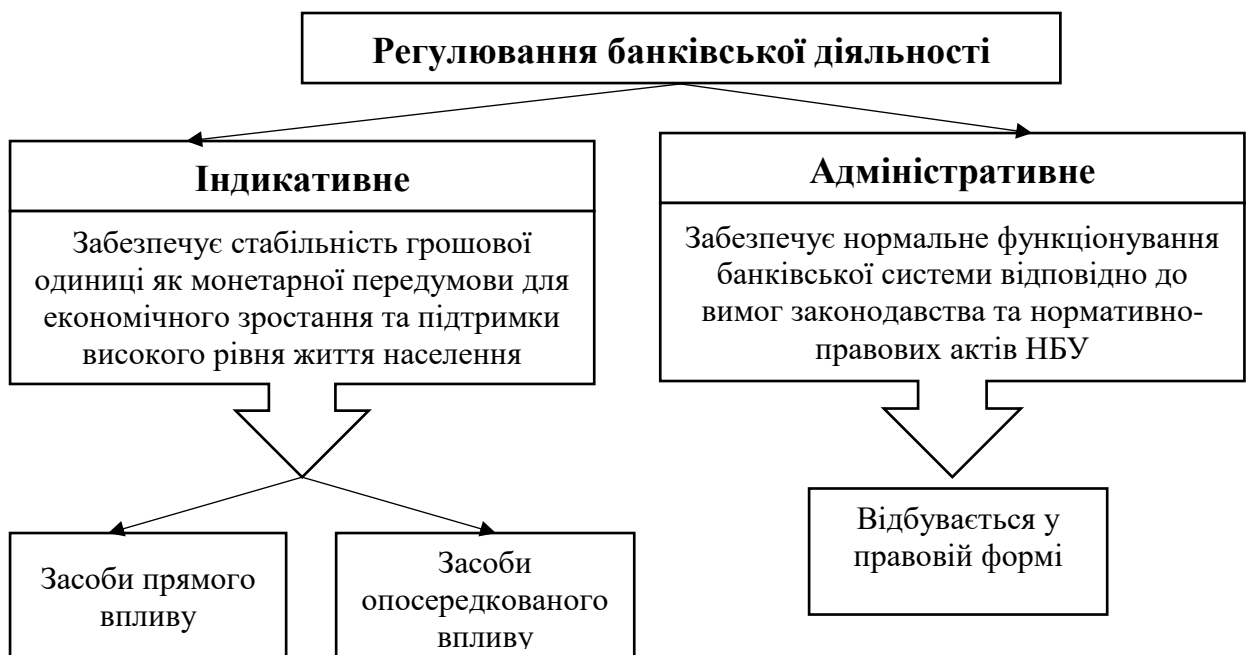 Регулювання банківської діяльності
Індикативне
Забезпечує стабільність грошової
одиниці як монетарної передумови для
економічного зростання та підтримки
високого рівня життя населення
Адміністративне
Забезпечує нормальне функціонування
банківської системи відповідно до
вимог законодавства та нормативно-
правових актів НБУ
Засоби прямого
впливу
Засоби
опосередкованого
впливу
Відбувається у
правовій формі